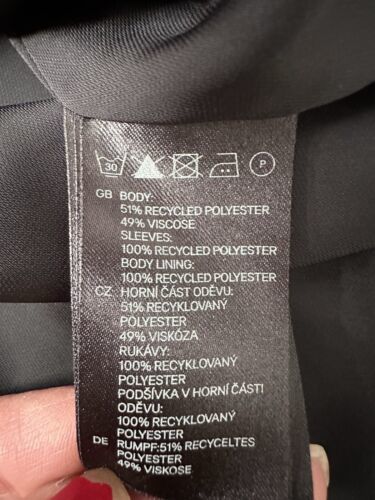 30 P
GB BODY:
51% RECYCLED POLYESTER
49% VISCOSE
SLEEVES:
100% RECYCLED POLYESTER
BODY LINING:
100% RECYCLED POLYESTER
CZ HORNÍ ČÁST ODĚVU:
51% RECYKLOVANÝ
POLYESTER
49% VISKÓZA
RUKÁVY:
100% RECYKLOVANÝ
POLYESTER
PODŠÍVKA V HORNÍ ČÁSTI
ODĚVU:
100% RECYKLOVANÝ
POLYESTER
DE RUMPF:51% RECYCELTES
POLYESTER
49% VISKOSE